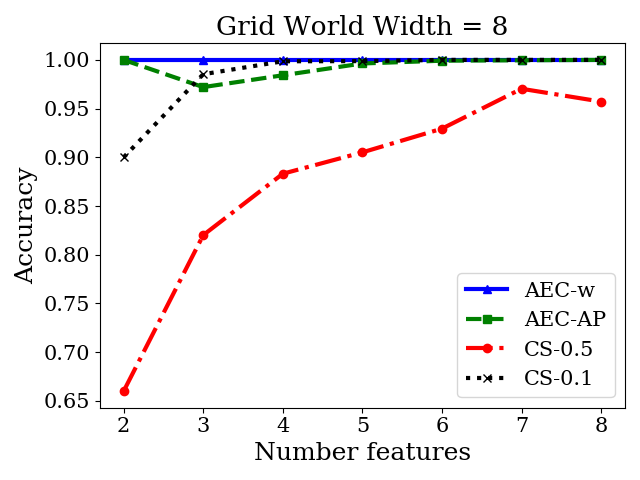 Grid World Width = 8
Accuracy
1.00
0.95
0.90
0.85
0.80
0.75
0.70
0.65
AEC-w
AEC-AP
CS-0.5
CS-0.1
2 3 4 5 6 7 8
Number features